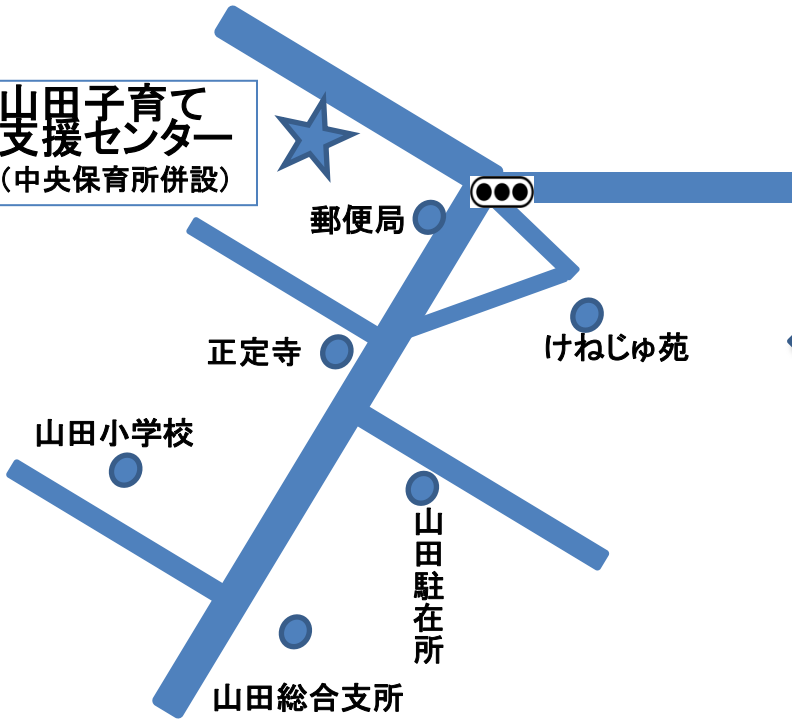 山田子育て
支援センター
（中央保育所併設）
郵便局
正定寺
けねじゅ苑
山田小学校
山田駐在所
山田総合支所